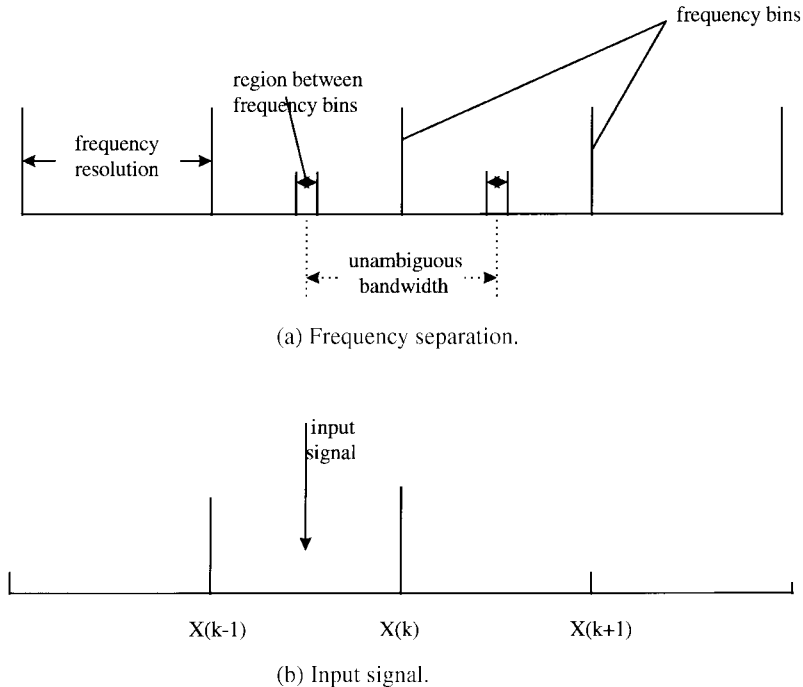 frequency bins
region between
frequency bins
frequency
resolution
unambiguous
bandwidth
(a) Frequency separation.
input
signal
X(k-1)
X(k)
X(k+1)
(b) Input signal.